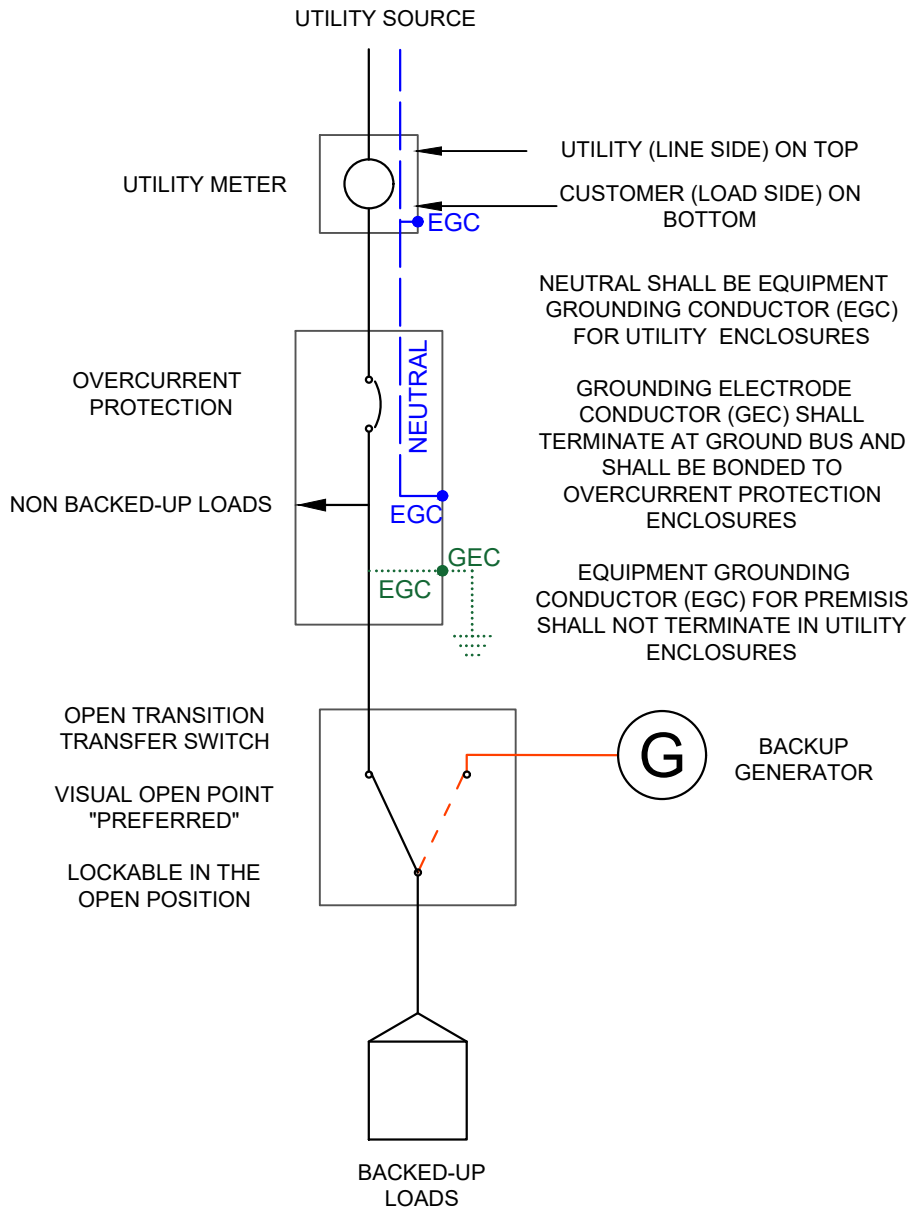 UTILITY SOURCE
UTILITY (LINE SIDE) ON TOP
UTILITY METER
CUSTOMER (LOAD SIDE) ON
BOTTOM
EGC
NEUTRAL SHALL BE EQUIPMENT
GROUNDING CONDUCTOR (EGC)
FOR UTILITY ENCLOSURES
OVERCURRENT
PROTECTION
NEUTRAL
GROUNDING ELECTRODE
CONDUCTOR (GEC) SHALL
TERMINATE AT GROUND BUS AND
SHALL BE BONDED TO
OVERCURRENT PROTECTION
ENCLOSURES
NON BACKED-UP LOADS
EGC
GEC
EGC
EQUIPMENT GROUNDING
CONDUCTOR (EGC) FOR PREMISIS
SHALL NOT TERMINATE IN UTILITY
ENCLOSURES
OPEN TRANSITION
TRANSFER SWITCH
VISUAL OPEN POINT
"PREFERRED"
LOCKABLE IN THE
OPEN POSITION
G
BACKUP
GENERATOR
BACKED-UP
LOADS